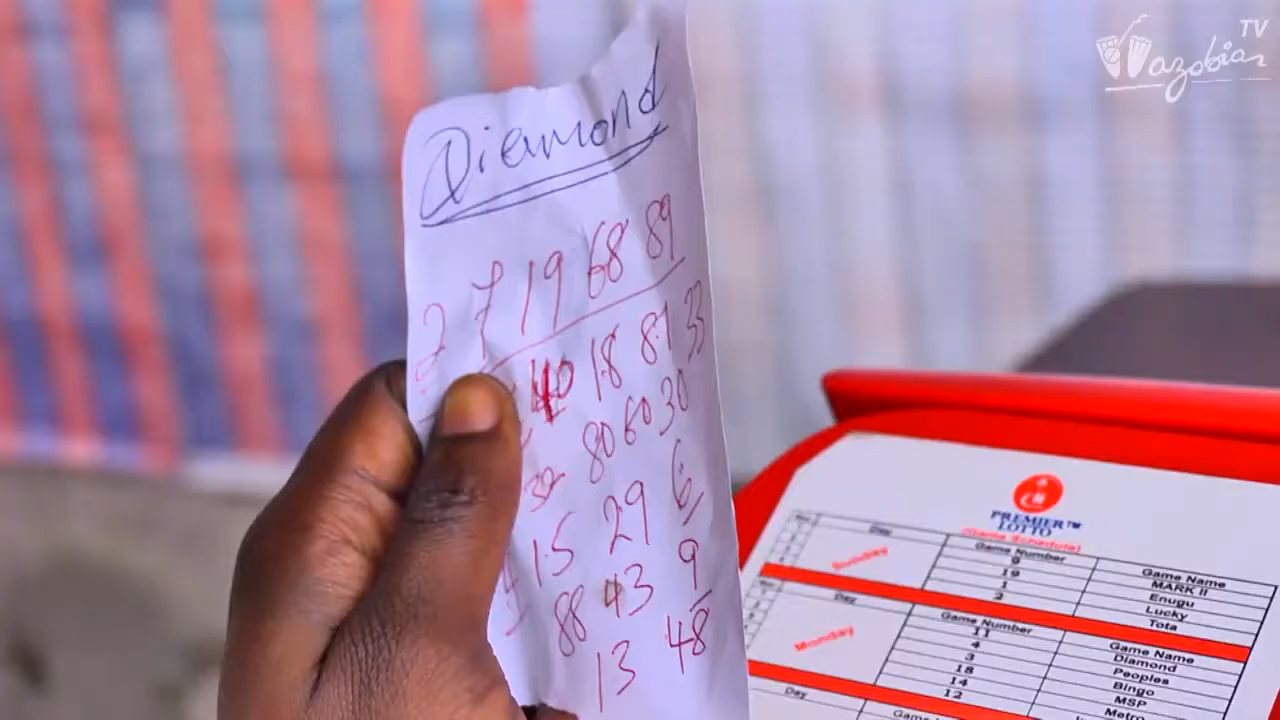 Wazobia TV
Diamond
2 7 19 68 89
40 18 87 33
32 80 60 30
15 29 6
88 43 9
13 48
PREMIER™
LOTTO
(Game Schedule)
Day Game Number Game Name
Sunday
9 MARK II
19 Enugu
1 Lucky
2 Tota
Day Game Number Game Name
Monday
11 Diamond
4 Peoples
3 Bingo
18 MSP
14 Metro
12
Day